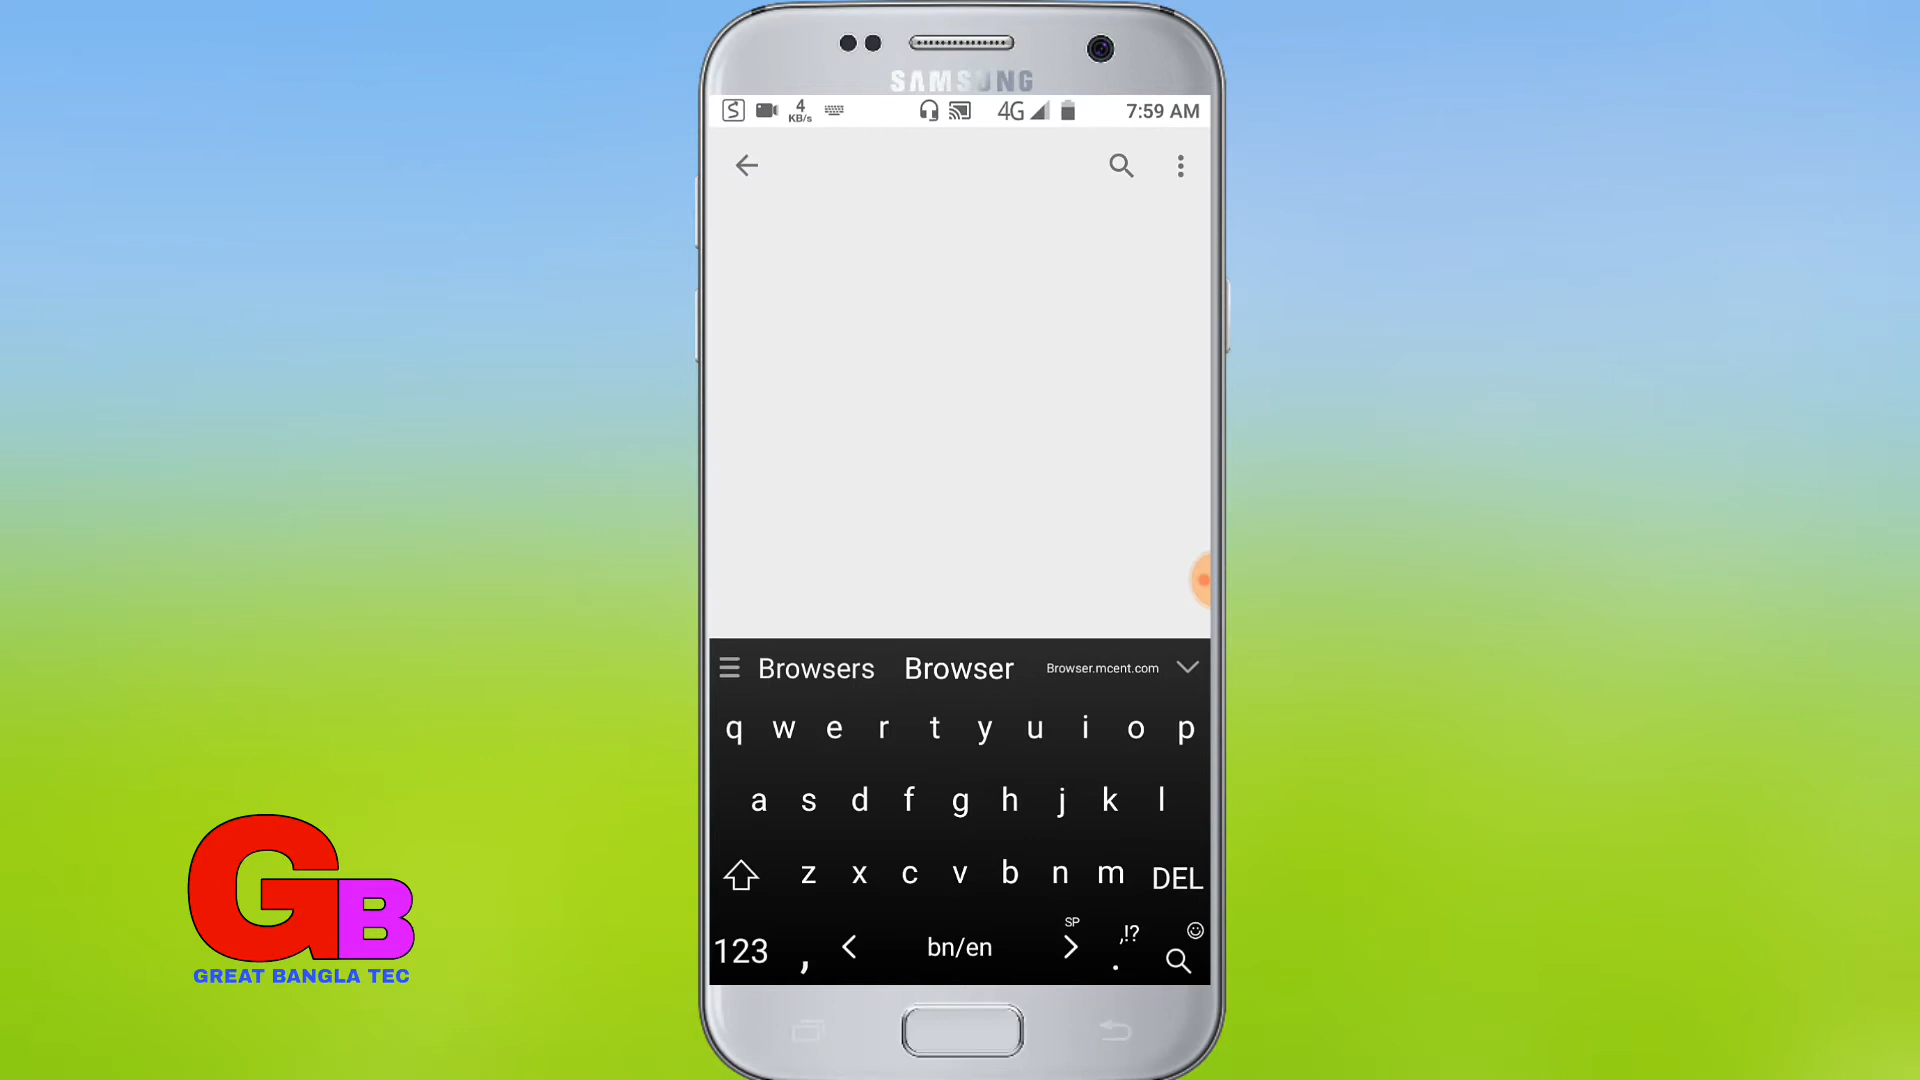 SAMSUNG
4 KB/s 4G 7:59 AM
Browsers Browser Browser.mcent.com
q w e r t y u i o p
a s d f g h j k l
z x c v b n m DEL
SP ,!?
123 , < bn/en > .
GB
GREAT BANGLA TEC